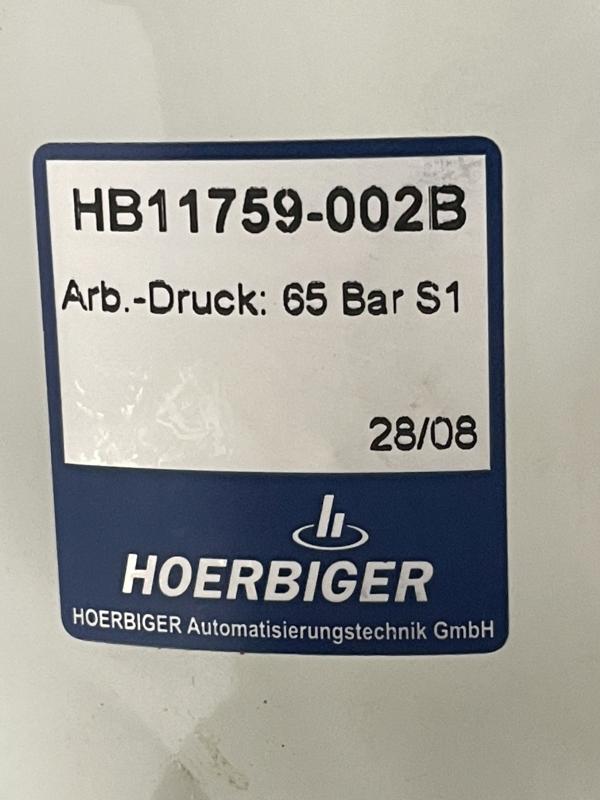 HB11759-002B
Arb.-Druck: 65 Bar S1
28/08
HOERBIGER
HOERBIGER Automatisierungstechnik GmbH